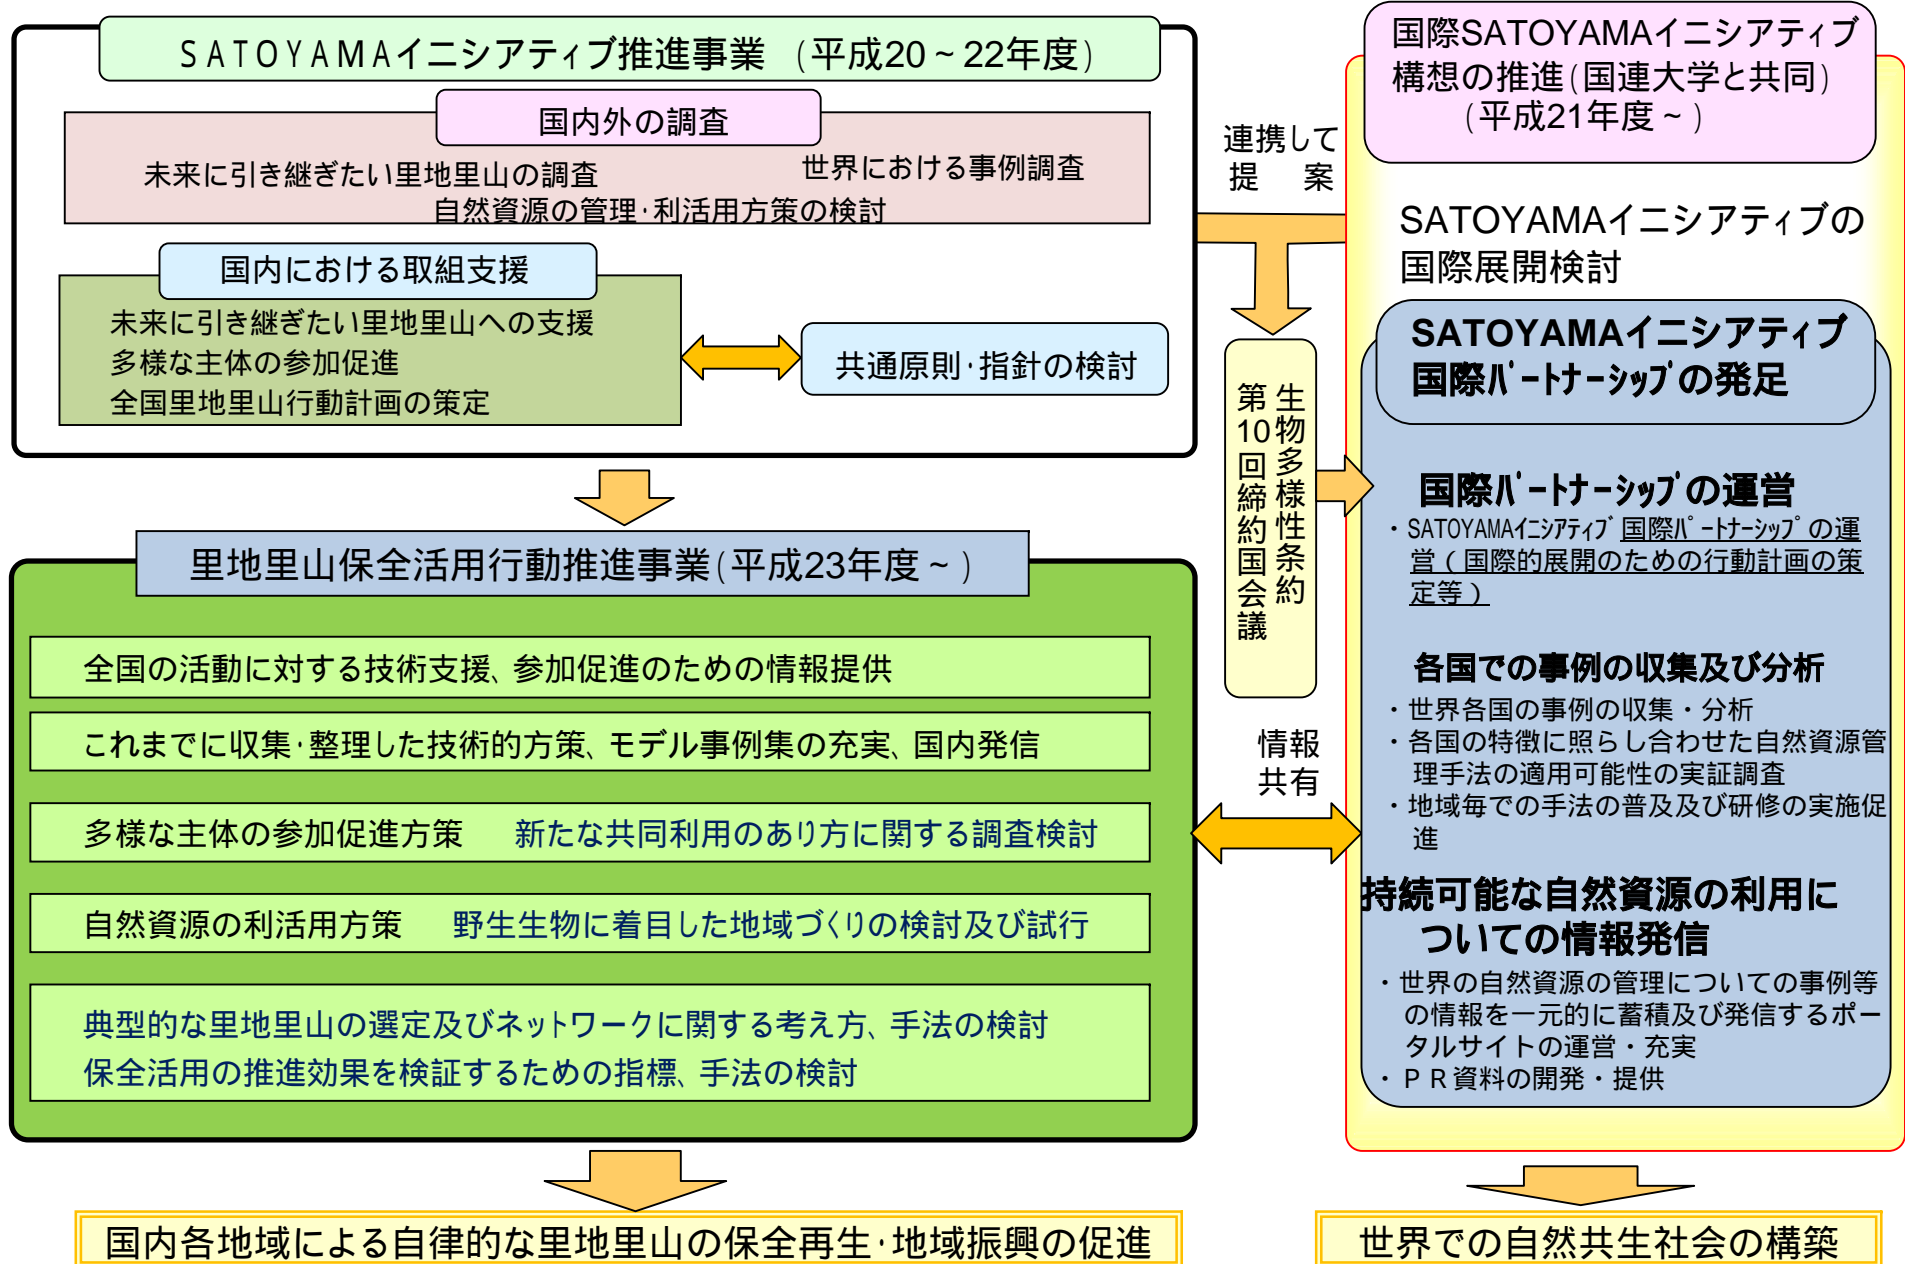 SATOYAMAイニシアティブ推進事業 (平成20~22年度)
国内外の調査
未来に引き継ぎたい里地里山の調査
世界における事例調査
自然資源の管理・利活用方策の検討
国内における取組支援
未来に引き継ぎたい里地里山への支援
多様な主体の参加促進
全国里地里山行動計画の策定
共通原則・指針の検討
連携して
提 案
生物多様性条約
第10回締約国会議
国際SATOYAMAイニシアティブ
構想の推進(国連大学と共同)
(平成21年度~)
SATOYAMAイニシアティブの
国際展開検討
SATOYAMAイニシアティブ
国際パートナーシップの発足
国際パートナーシップの運営
・SATOYAMAイニシアティブ国際パートナーシップの運
営(国際的展開のための行動計画の策
定等)
各国での事例の収集及び分析
・世界各国の事例の収集・分析
・各国の特徴に照らし合わせた自然資源管
理手法の適用可能性の実証調査
・地域毎での手法の普及及び研修の実施促
進
持続可能な自然資源の利用に
ついての情報発信
・世界の自然資源の管理についての事例等
の情報を一元的に蓄積及び発信するポー
タルサイトの運営・充実
・PR資料の開発・提供
里地里山保全活用行動推進事業(平成23年度~)
全国の活動に対する技術支援、参加促進のための情報提供
これまでに収集・整理した技術的方策、モデル事例集の充実、国内発信
多様な主体の参加促進方策 新たな共同利用のあり方に関する調査検討
自然資源の利活用方策 野生生物に着目した地域づくりの検討及び試行
典型的な里地里山の選定及びネットワークに関する考え方、手法の検討
保全活用の推進効果を検証するための指標、手法の検討
情報
共有
国内各地域による自律的な里地里山の保全再生・地域振興の促進
世界での自然共生社会の構築